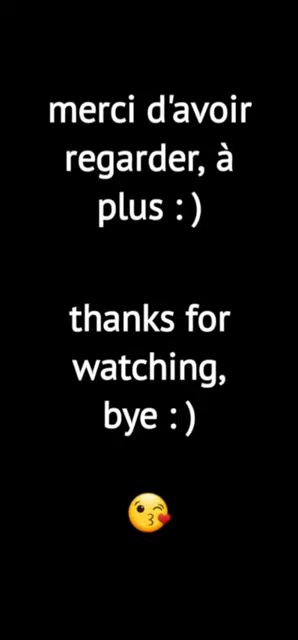 merci d'avoir
regarder, à
plus : )
thanks for
watching,
bye : )